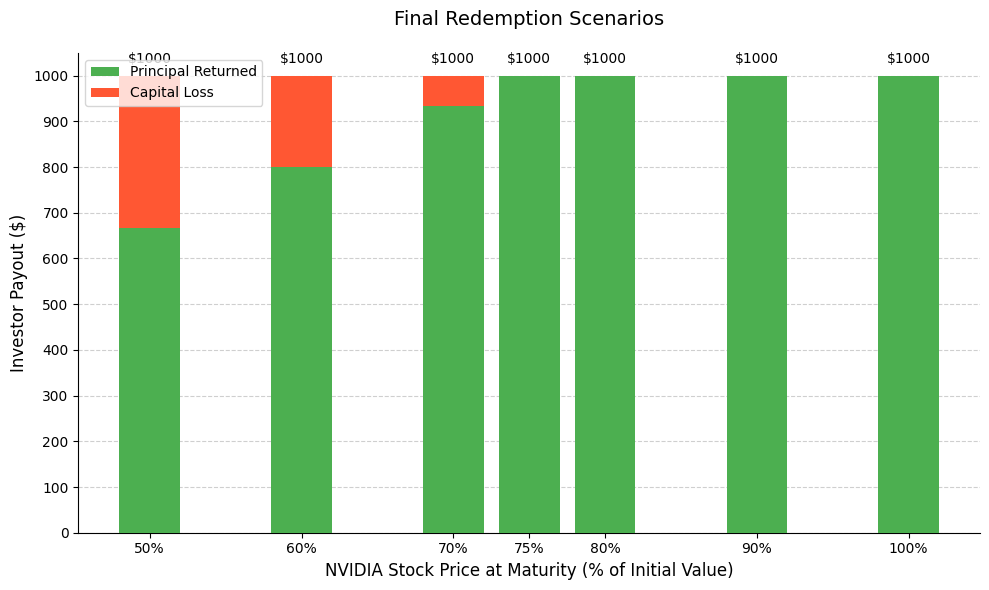 Final Redemption Scenarios
$1000 $1000 $1000 $1000 $1000 $1000 $1000
Principal Returned
Capital Loss
Investor Payout ($)
1000
900
800
700
600
500
400
300
200
100
0
50% 60% 70% 75% 80% 90% 100%
NVIDIA Stock Price at Maturity (% of Initial Value)